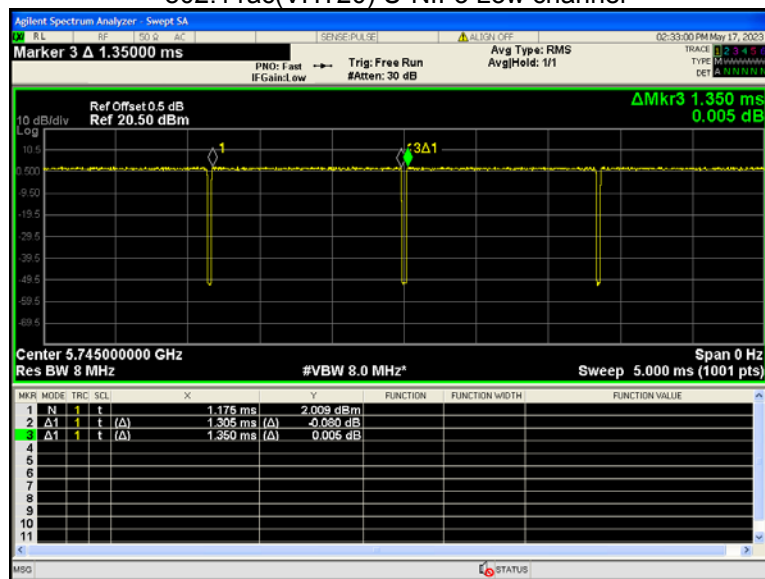 802.11ac(VHT20) U-NII-3 Low channel
Agilent Spectrum Analyzer - Swept SA
RL RF 50 Ω AC SENSE:PULSE ALIGN OFF 02:33:00 PM May 17, 2023
Marker 3 Δ 1.35000 ms
PNO: Fast
IFGain:Low
Trig: Free Run
#Atten: 30 dB
Avg Type: RMS
Avg|Hold: 1/1
TRACE 1 2 3 4 5 6
TYPE M
DET A N N N N N
Ref Offset 0.5 dB
10 dB/div Ref 20.50 dBm
ΔMkr3 1.350 ms
0.005 dB
Log
10.5
0.500
-9.50
-19.5
-29.5
-39.5
-49.5
-59.5
-69.5
1
3Δ1
Center 5.745000000 GHz Span 0 Hz
Res BW 8 MHz #VBW 8.0 MHz* Sweep 5.000 ms (1001 pts)
MKR MODE TRC SCL X Y FUNCTION FUNCTION WIDTH FUNCTION VALUE
1 N 1 t 1.175 ms 2.009 dBm
2 Δ1 1 t (Δ) 1.305 ms (Δ) -0.080 dB
3 Δ1 1 t (Δ) 1.350 ms (Δ) 0.005 dB
4
5
6
7
8
9
10
11
MSG STATUS